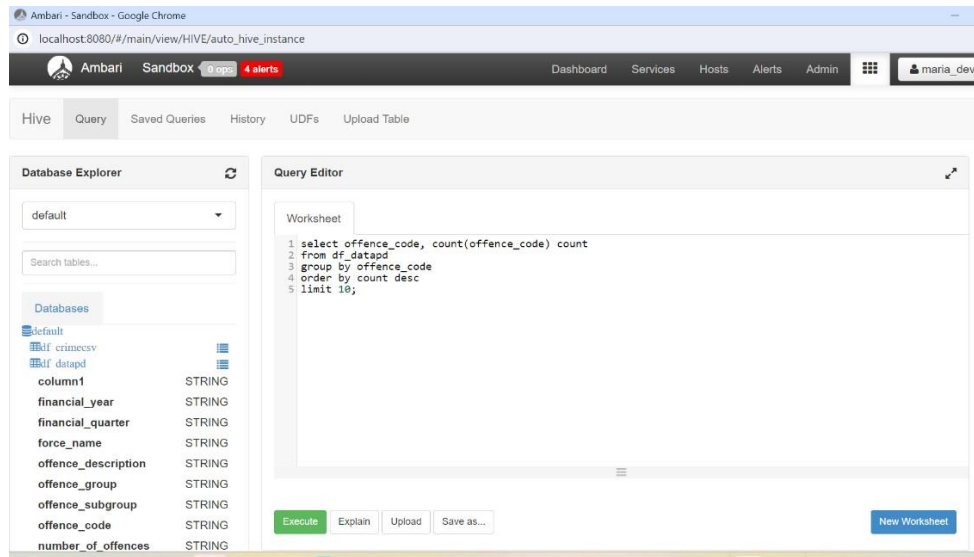 Ambari - Sandbox - Google Chrome
localhost:8080/#/main/view/HIVE/auto_hive_instance
Ambari Sandbox 0 ops 4 alerts Dashboard Services Hosts Alerts Admin maria_dev
Hive Query Saved Queries History UDFs Upload Table
Database Explorer
default
Search tables...
Databases
default
df_crimecsv
df_datapd
column1 STRING
financial_year STRING
financial_quarter STRING
force_name STRING
offence_description STRING
offence_group STRING
offence_subgroup STRING
offence_code STRING
number_of_offences STRING
Query Editor
Worksheet
1 select offence_code, count(offence_code) count
2 from df_datapd
3 group by offence_code
4 order by count desc
5 limit 10;
Execute Explain Upload Save as... New Worksheet